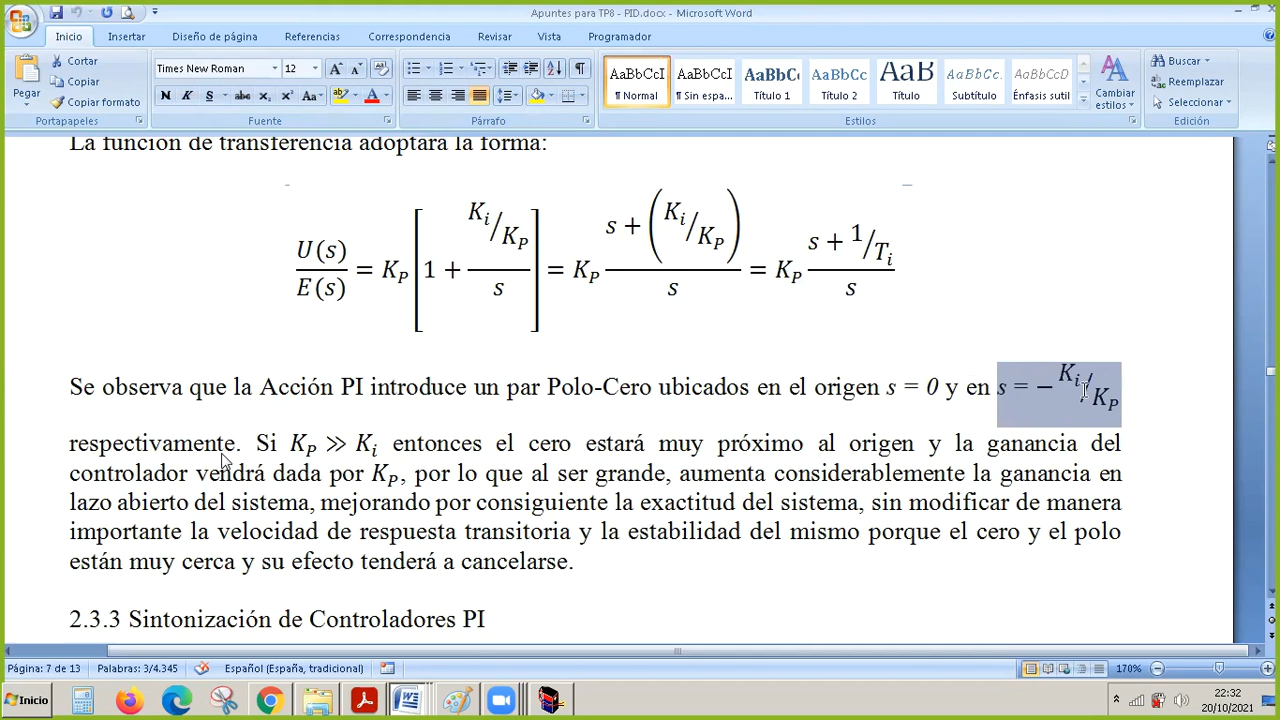 Apuntes para TP8 - PID.docx - Microsoft Word
Inicio Insertar Diseño de página Referencias Correspondencia Revisar Vista Programador
Pegar
Cortar
Copiar
Copiar formato
Portapapeles
Times New Roman 12
N K S abc x₂ x² Aa
Fuente
Párrafo
AaBbCcI AaBbCcI AaBbC AaBbCc AaB AaBbCc. AaBbCcD
¶ Normal ¶ Sin espa... Título 1 Título 2 Título Subtítulo Énfasis sutil
Estilos
Cambiar estilos
Buscar
Reemplazar
Seleccionar
Edición
La función de transferencia adoptará la forma:
U(s)/E(s) = K_P [1 + (K_i/K_P)/s] = K_P (s + (K_i/K_P))/s = K_P (s + 1/T_i)/s
Se observa que la Acción PI introduce un par Polo-Cero ubicados en el origen s = 0 y en s = − K_i/K_P
respectivamente. Si K_P ≫ K_i entonces el cero estará muy próximo al origen y la ganancia del
controlador vendrá dada por K_P, por lo que al ser grande, aumenta considerablemente la ganancia en
lazo abierto del sistema, mejorando por consiguiente la exactitud del sistema, sin modificar de manera
importante la velocidad de respuesta transitoria y la estabilidad del mismo porque el cero y el polo
están muy cerca y su efecto tenderá a cancelarse.
2.3.3 Sintonización de Controladores PI
Página: 7 de 13 Palabras: 3/4.345 Español (España, tradicional) 170%
Inicio 22:32
20/10/2021